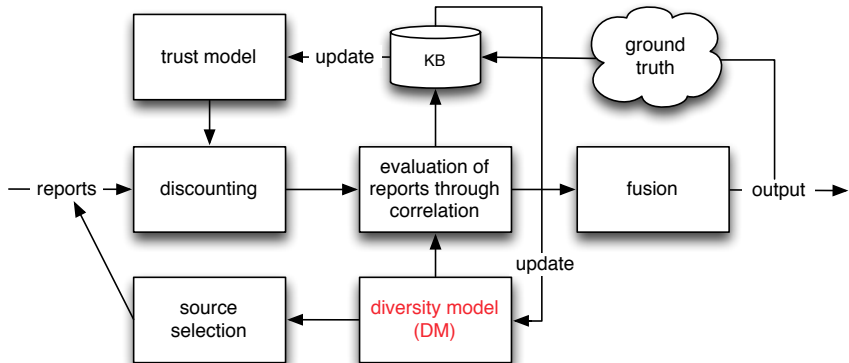 trust model
update
KB
ground
truth
reports
discounting
evaluation of
reports through
correlation
fusion
output
update
source
selection
diversity model
(DM)